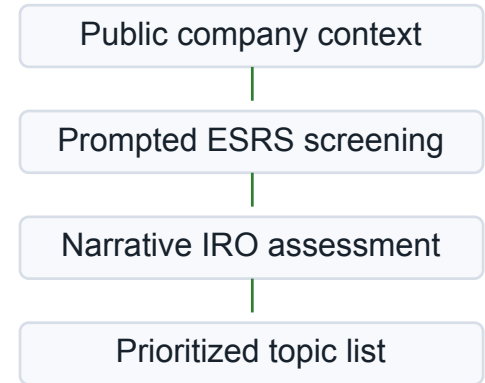 Public company context
Prompted ESRS screening
Narrative IRO assessment
Prioritized topic list